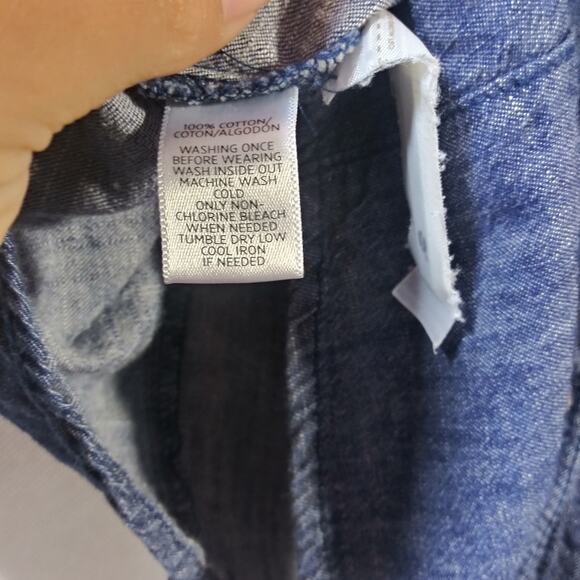 100% COTTON/
COTON/ALGODÓN
WASHING ONCE
BEFORE WEARING
WASH INSIDE OUT
MACHINE WASH
COLD
ONLY NON-
CHLORINE BLEACH
WHEN NEEDED
TUMBLE DRY LOW
COOL IRON
IF NEEDED